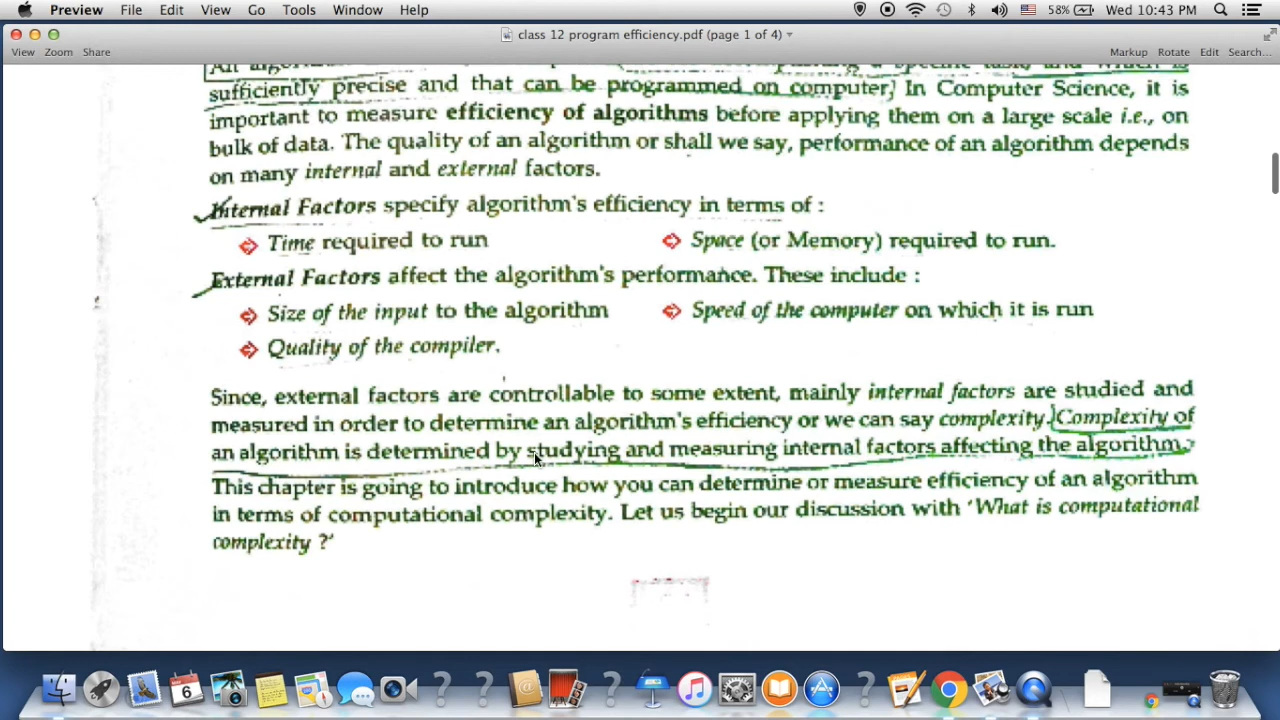 Preview File Edit View Go Tools Window Help 58% Wed 10:43 PM
class 12 program efficiency.pdf (page 1 of 4)
View Zoom Share Markup Rotate Edit Search...
sufficiently precise and that can be programmed on computer. In Computer Science, it is
important to measure efficiency of algorithms before applying them on a large scale i.e., on
bulk of data. The quality of an algorithm or shall we say, performance of an algorithm depends
on many internal and external factors.
Internal Factors specify algorithm's efficiency in terms of :
Time required to run Space (or Memory) required to run.
External Factors affect the algorithm's performance. These include :
Size of the input to the algorithm Speed of the computer on which it is run
Quality of the compiler.
Since, external factors are controllable to some extent, mainly internal factors are studied and
measured in order to determine an algorithm's efficiency or we can say complexity. Complexity of
an algorithm is determined by studying and measuring internal factors affecting the algorithm.
This chapter is going to introduce how you can determine or measure efficiency of an algorithm
in terms of computational complexity. Let us begin our discussion with 'What is computational
complexity ?'
6